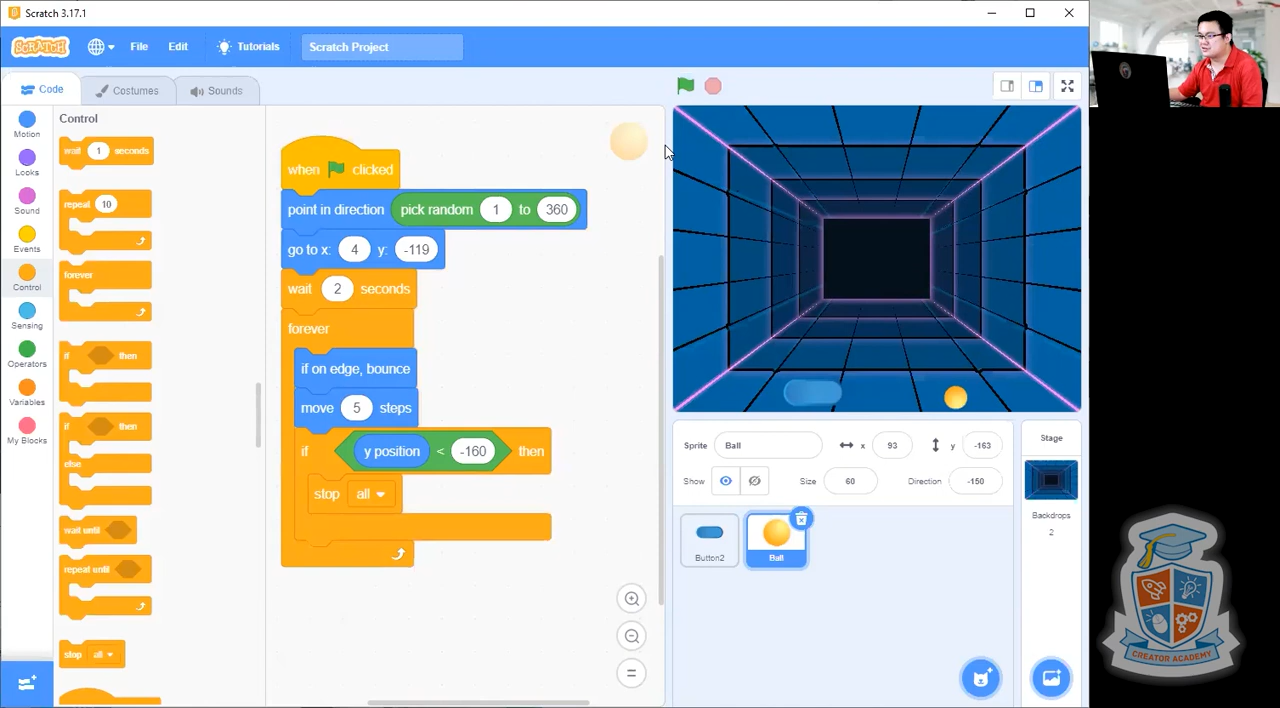 Scratch 3.17.1
SCRATCH
File
Edit
Tutorials
Scratch Project
Code
Costumes
Sounds
Motion
Looks
Sound
Events
Control
Sensing
Operators
Variables
My Blocks
Control
wait 1 seconds
repeat 10
forever
if then
if then
else
wait until
repeat until
stop all
when clicked
point in direction pick random 1 to 360
go to x: 4 y: -119
wait 2 seconds
forever
if on edge, bounce
move 5 steps
if y position < -160 then
stop all
Sprite Ball x 93 y -163
Show Size 60 Direction -150
Button2
Ball
Stage
Backdrops
2
CREATOR ACADEMY